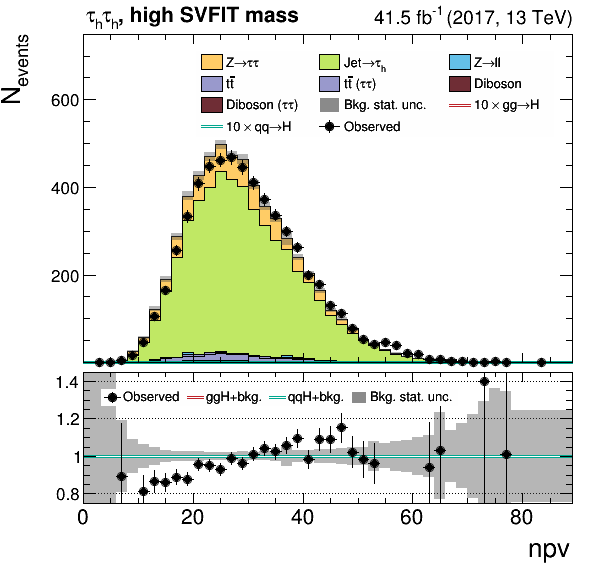 τhτh, high SVFIT mass 41.5 fb⁻¹ (2017, 13 TeV)
Nevents
Z→ττ Jet→τh Z→ll
tt̄ tt̄ (ττ) Diboson
Diboson (ττ) Bkg. stat. unc. 10 × gg→H
10 × qq→H Observed
600
400
200
1.4
Observed ggH+bkg. qqH+bkg. Bkg. stat. unc.
1.2
1
0.8
0 20 40 60 80
npv